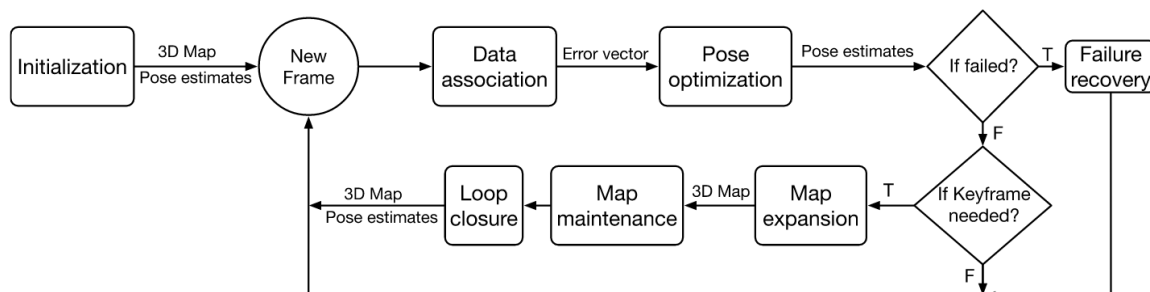 Initialization
3D Map
Pose estimates
New
Frame
Data
association
Error vector
Pose
optimization
Pose estimates
If failed?
T
Failure
recovery
F
If Keyframe
needed?
T
Map
expansion
3D Map
Map
maintenance
Loop
closure
3D Map
Pose estimates
F